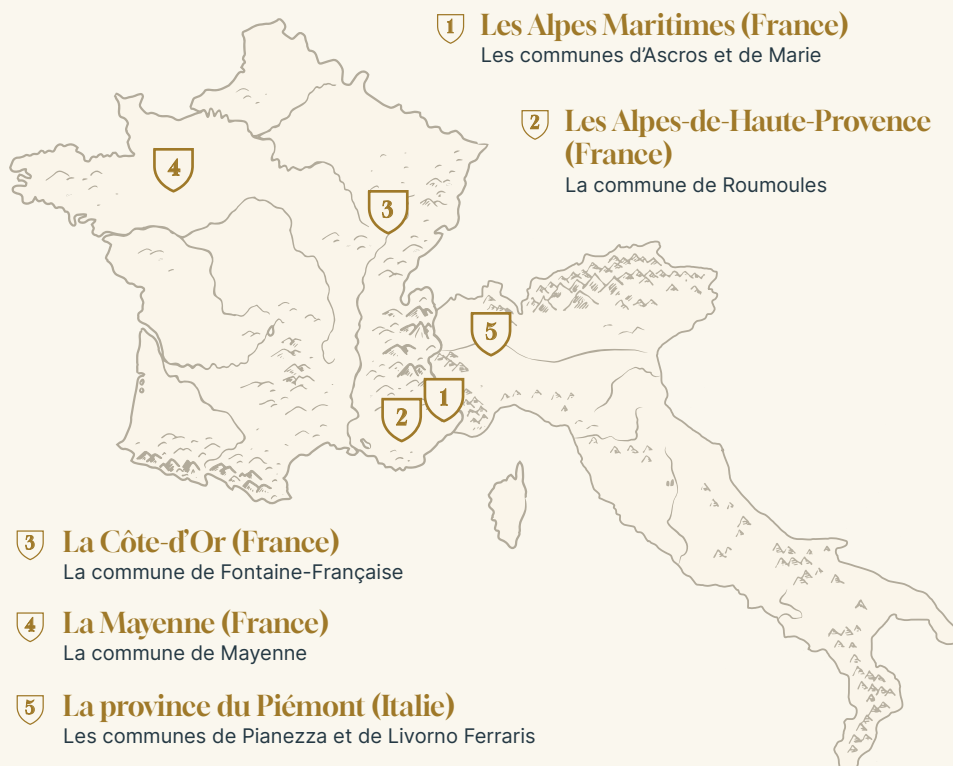 1 Les Alpes Maritimes (France)
Les communes d'Ascros et de Marie
2 Les Alpes-de-Haute-Provence
(France)
La commune de Roumoules
4
3
5
1
2
3 La Côte-d'Or (France)
La commune de Fontaine-Française
4 La Mayenne (France)
La commune de Mayenne
5 La province du Piémont (Italie)
Les communes de Pianezza et de Livorno Ferraris